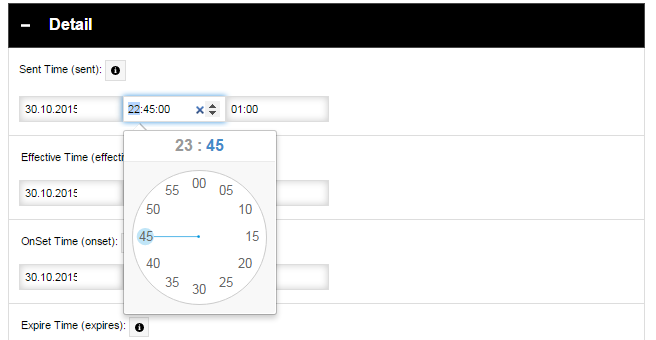 − Detail
Sent Time (sent):
30.10.2015 22:45:00 01:00
23 : 45
Effective Time (effecti
00
55 05
50 10
30.10.2015
45 15
OnSet Time (onset):
40 20
30.10.2015
35 25
30
Expire Time (expires):